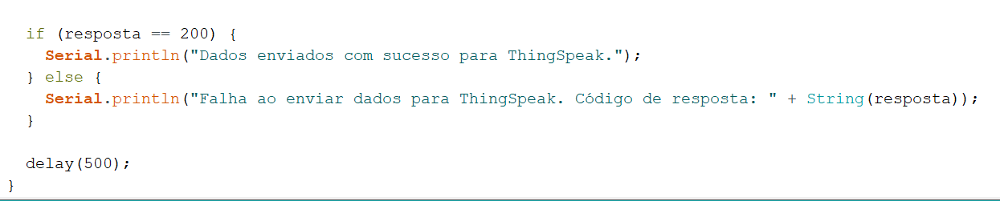 if (resposta == 200) {
Serial.println("Dados enviados com sucesso para ThingSpeak.");
} else {
Serial.println("Falha ao enviar dados para ThingSpeak. Código de resposta: " + String(resposta));
}
delay(500);
}